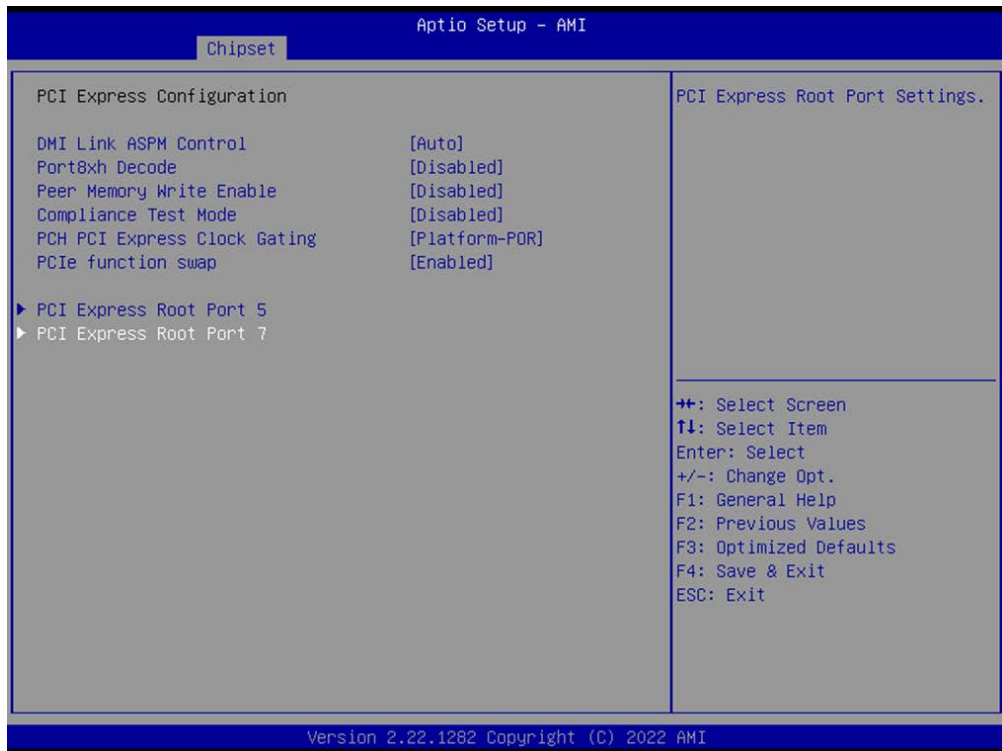 Aptio Setup – AMI
Chipset
PCI Express Configuration
DMI Link ASPM Control [Auto]
Port8xh Decode [Disabled]
Peer Memory Write Enable [Disabled]
Compliance Test Mode [Disabled]
PCH PCI Express Clock Gating [Platform-POR]
PCIe function swap [Enabled]
PCI Express Root Port 5
PCI Express Root Port 7
PCI Express Root Port Settings.
→←: Select Screen
↑↓: Select Item
Enter: Select
+/-: Change Opt.
F1: General Help
F2: Previous Values
F3: Optimized Defaults
F4: Save & Exit
ESC: Exit
Version 2.22.1282 Copyright (C) 2022 AMI